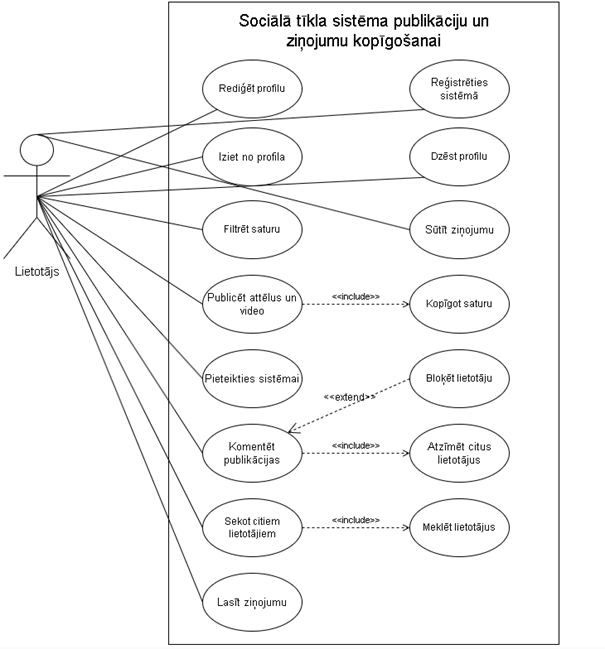 Sociālā tīkla sistēma publikāciju un
ziņojumu kopīgošanai
Rediģēt profilu
Reģistrēties
sistēmā
Iziet no profila
Dzēst profilu
Filtrēt saturu
Sūtīt ziņojumu
Lietotājs
Publicēt attēlus un
video
<<include>>
Kopīgot saturu
Pieteikties sistēmai
Bloķēt lietotāju
<<extend>>
Komentēt
publikācijas
<<include>>
Atzīmēt citus
lietotājus
Sekot citiem
lietotājiem
<<include>>
Meklēt lietotājus
Lasīt ziņojumu